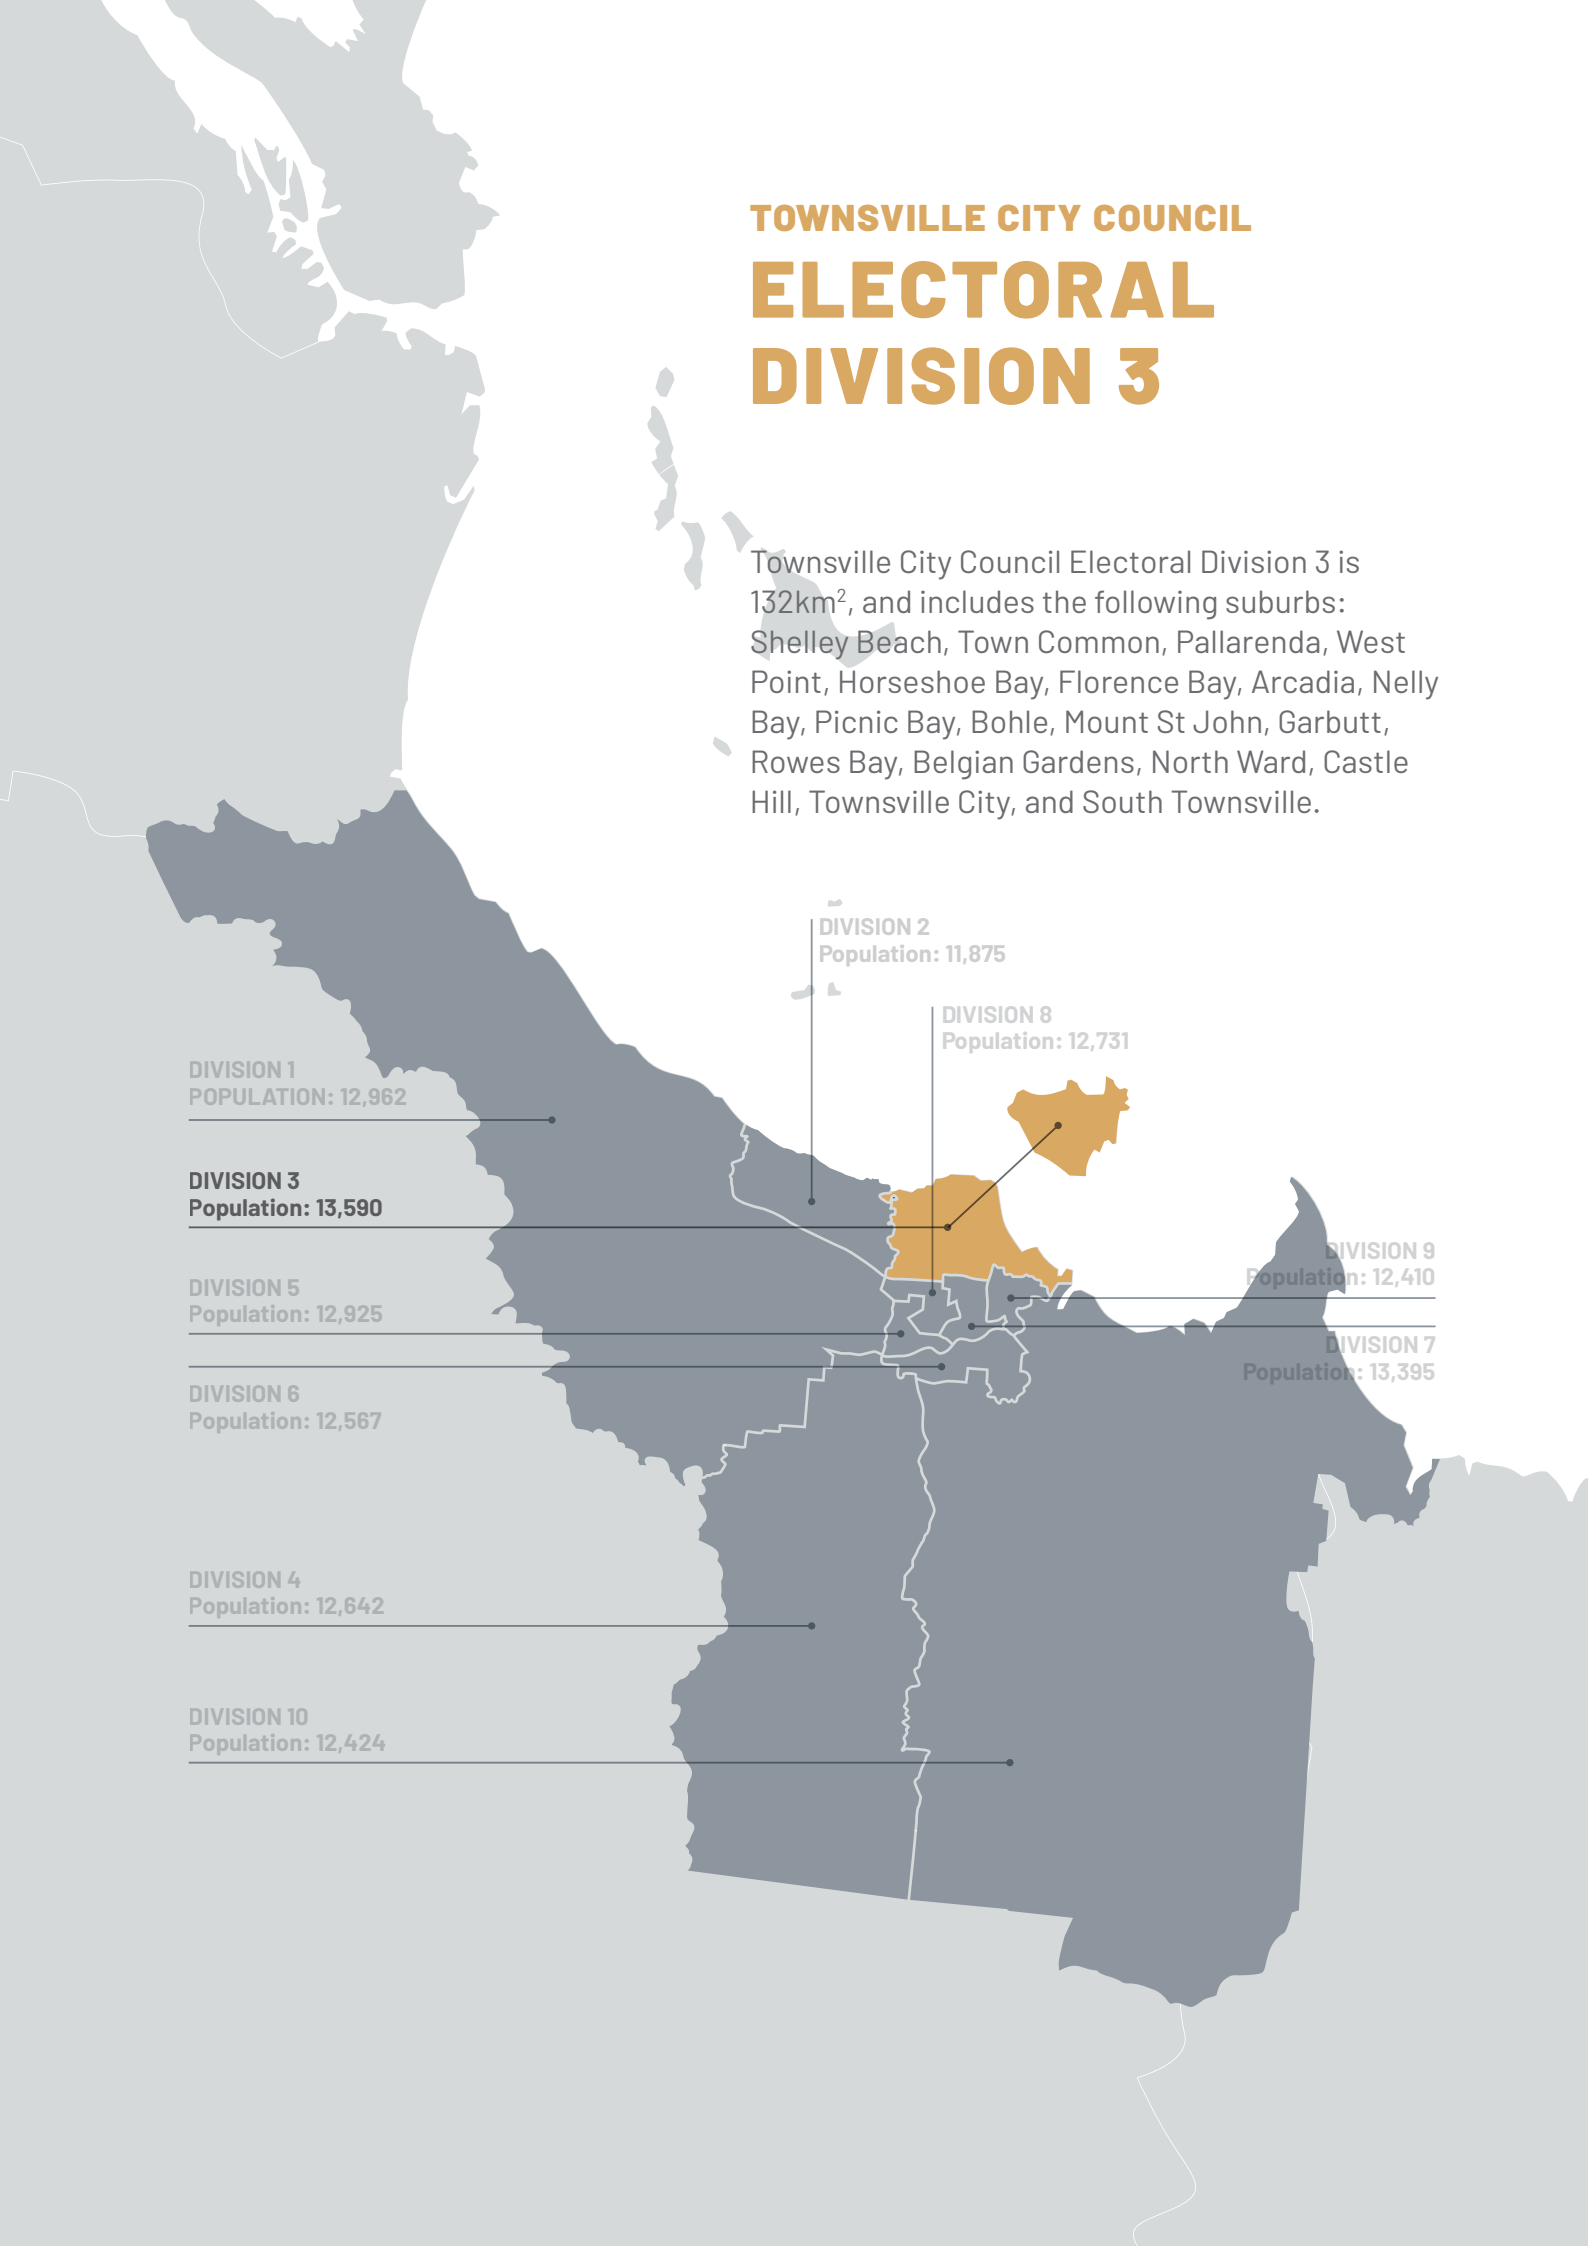 TOWNSVILLE CITY COUNCIL
ELECTORAL
DIVISION 3
Townsville City Council Electoral Division 3 is
132km², and includes the following suburbs:
Shelley Beach, Town Common, Pallarenda, West
Point, Horseshoe Bay, Florence Bay, Arcadia, Nelly
Bay, Picnic Bay, Bohle, Mount St John, Garbutt,
Rowes Bay, Belgian Gardens, North Ward, Castle
Hill, Townsville City, and South Townsville.
DIVISION 2
Population: 11,875
DIVISION 8
Population: 12,731
DIVISION 1
POPULATION: 12,962
DIVISION 3
Population: 13,590
DIVISION 9
Population: 12,410
DIVISION 5
Population: 12,925
DIVISION 7
Population: 13,395
DIVISION 6
Population: 12,567
DIVISION 4
Population: 12,642
DIVISION 10
Population: 12,424